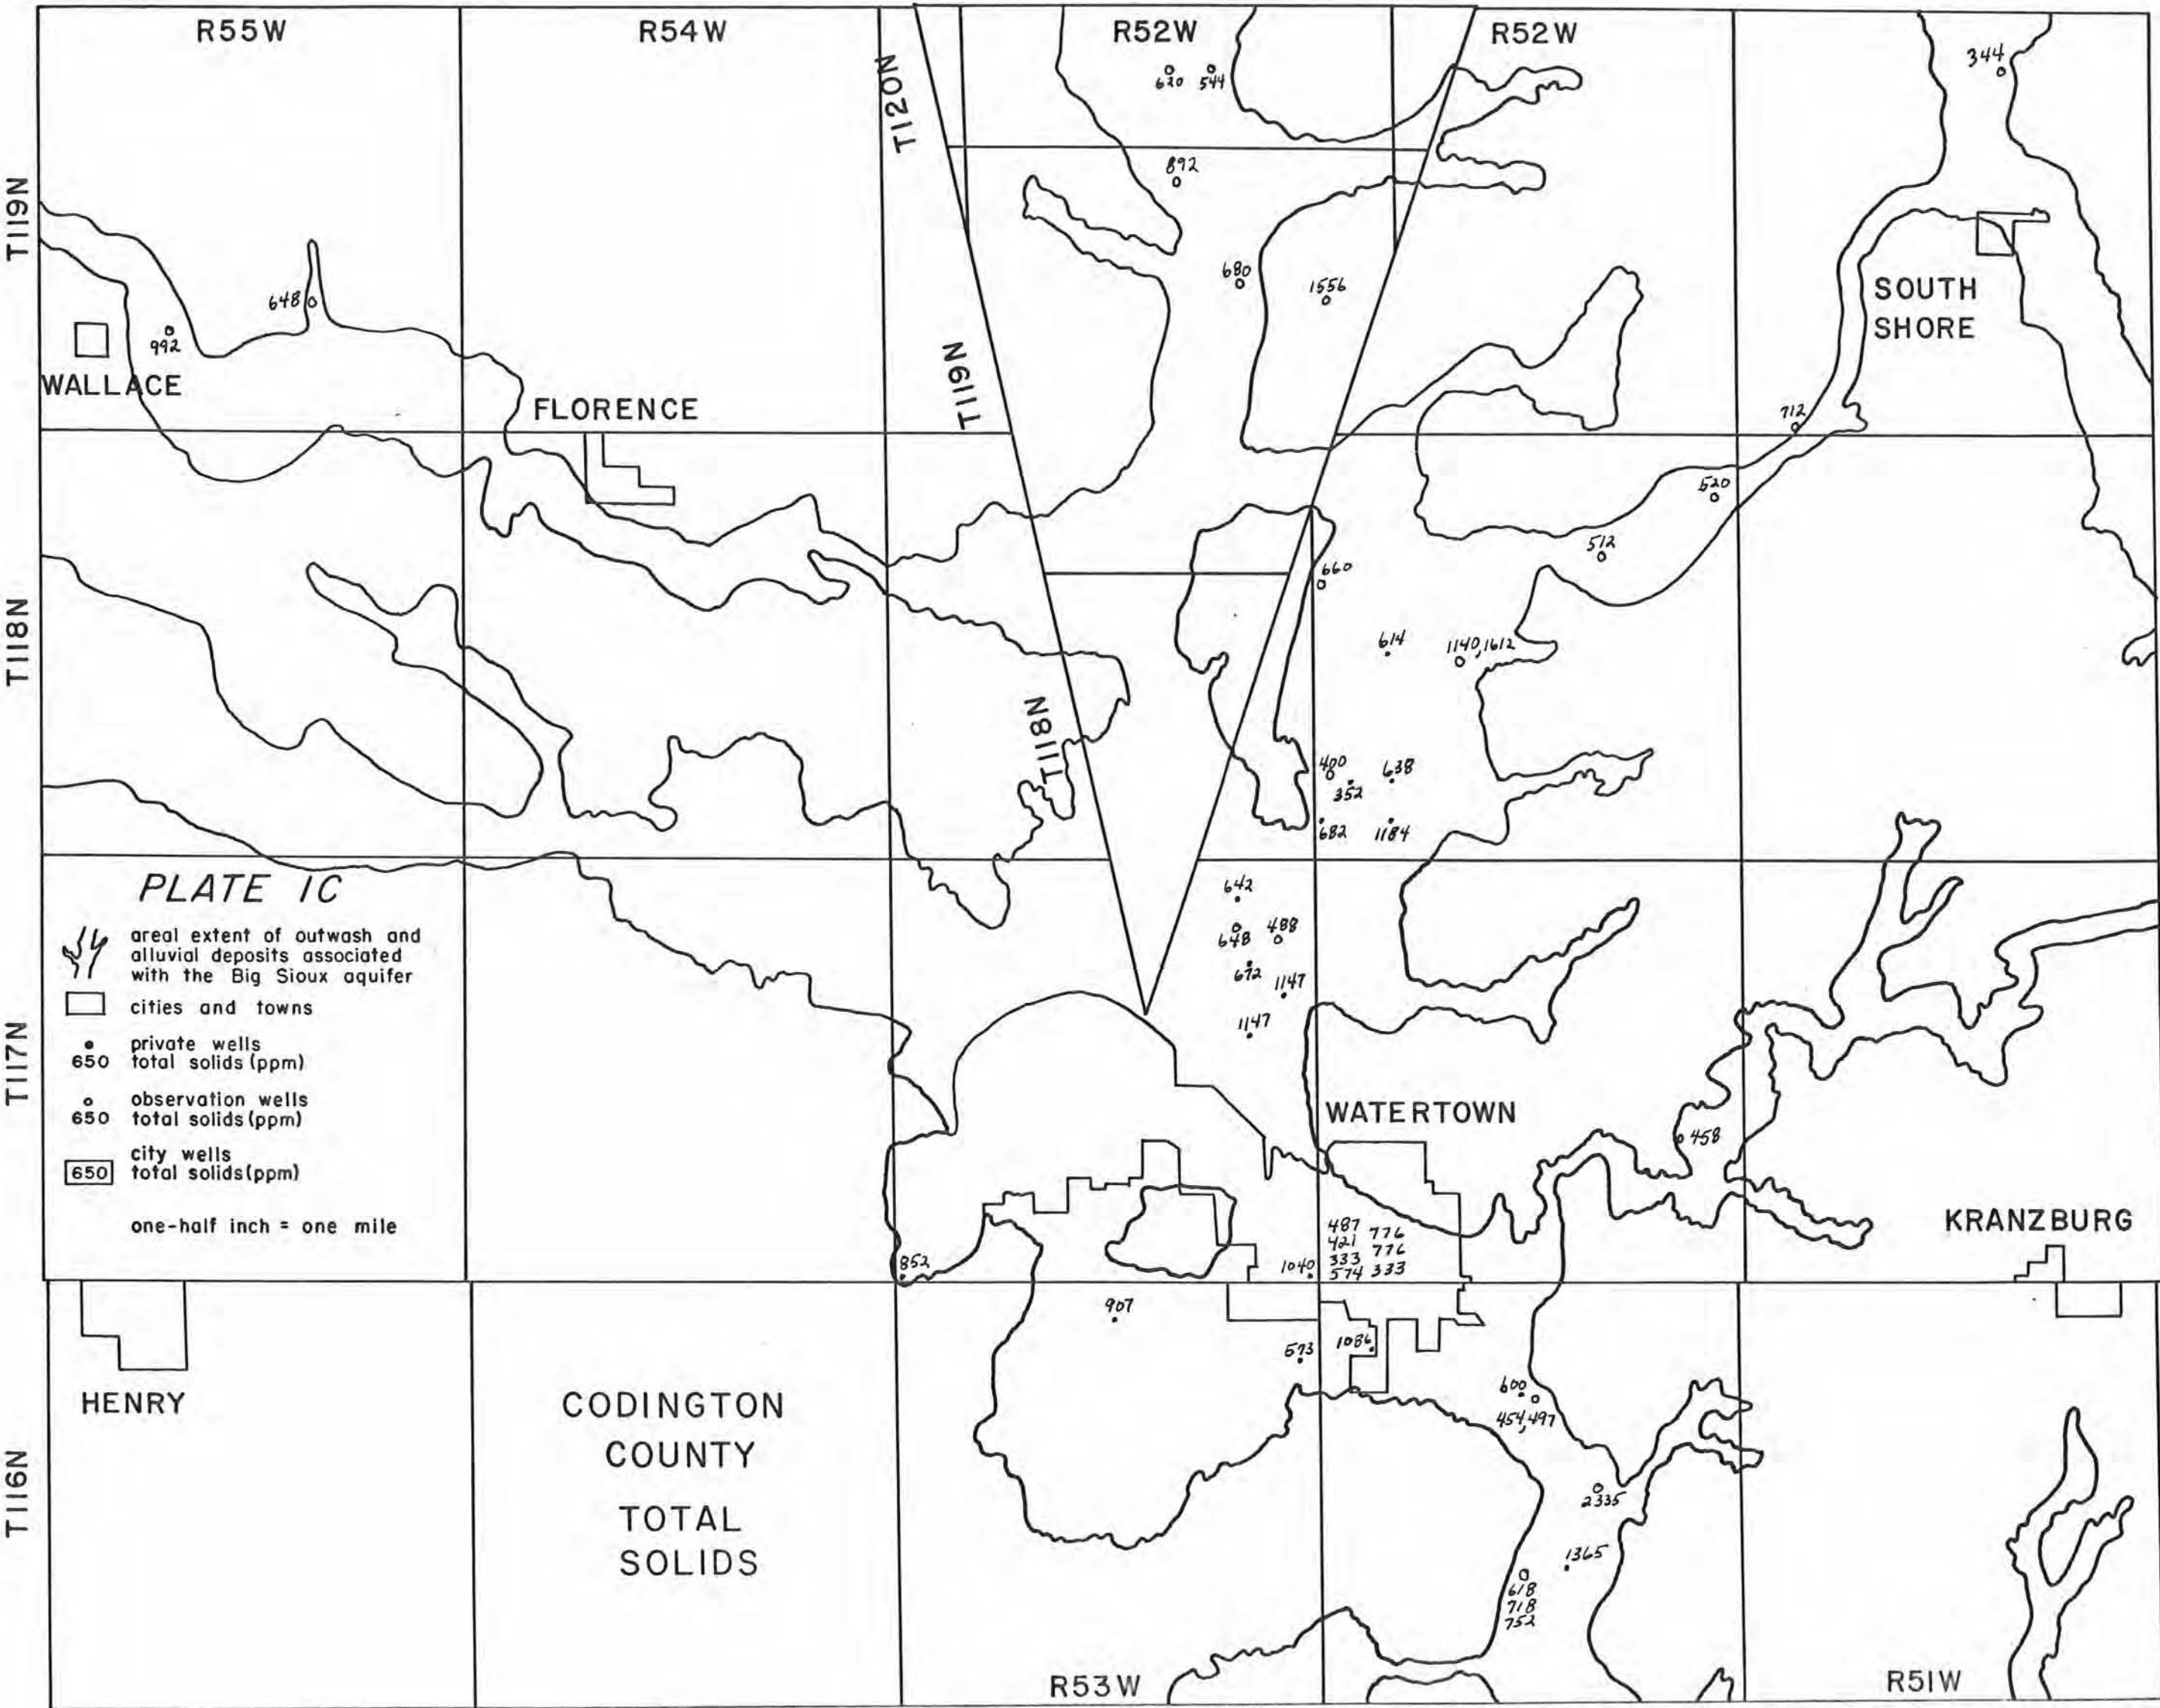 R55W
R54W
R52W
R52W
T120N
620 544
344
892
T119N
680
1556
648
992
WALLACE
SOUTH
SHORE
T119N
FLORENCE
712
520
512
660
T118N
614
1140,1612
T118N
400
638
352
682
1184
PLATE 1C
areal extent of outwash and
alluvial deposits associated
with the Big Sioux aquifer
cities and towns
private wells
650 total solids (ppm)
observation wells
650 total solids (ppm)
city wells
650 total solids (ppm)
one-half inch = one mile
642
648
488
672
1147
1147
T117N
WATERTOWN
458
KRANZBURG
487 776
421 776
333 776
574 333
1040
852
907
573
1086
HENRY
600
454,497
CODINGTON
COUNTY
TOTAL
SOLIDS
T116N
2335
1365
618
718
752
R53W
R51W